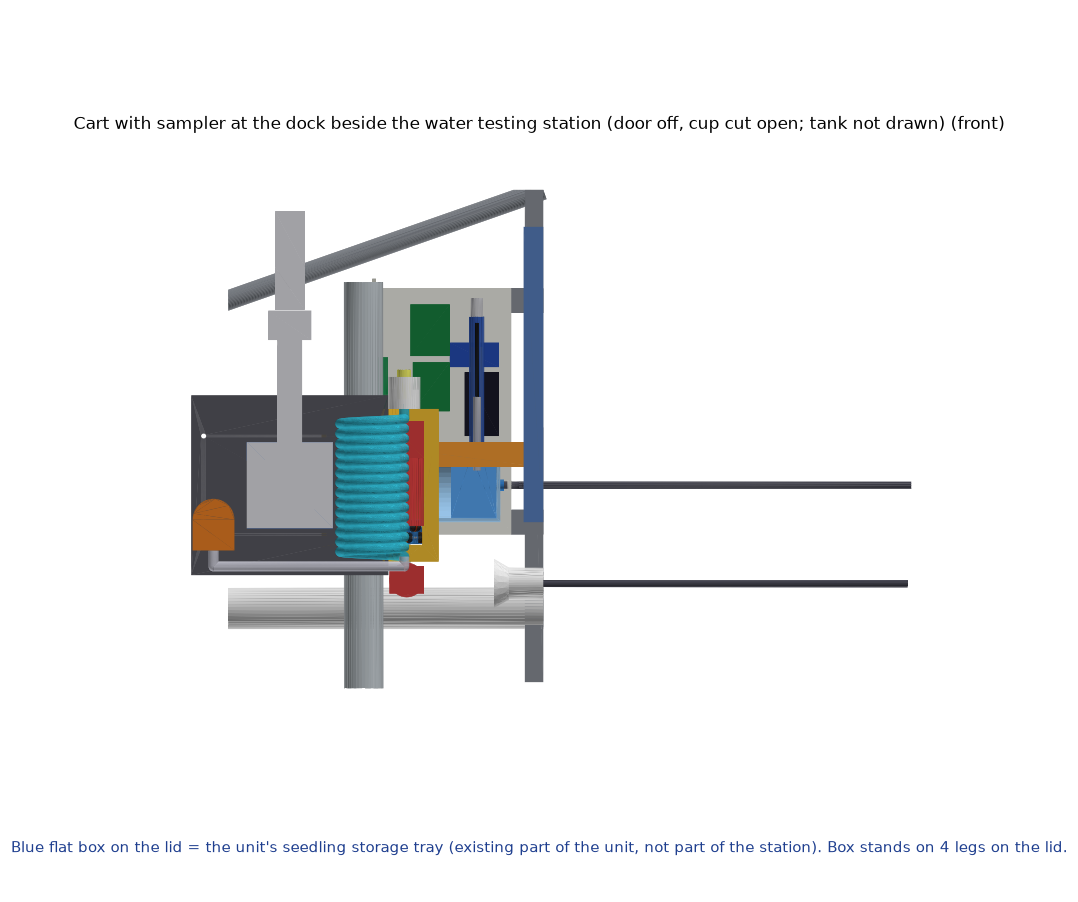 Cart with sampler at the dock beside the water testing station (door off, cup cut open; tank not drawn) (front)
Blue flat box on the lid = the unit's seedling storage tray (existing part of the unit, not part of the station). Box stands on 4 legs on the lid.